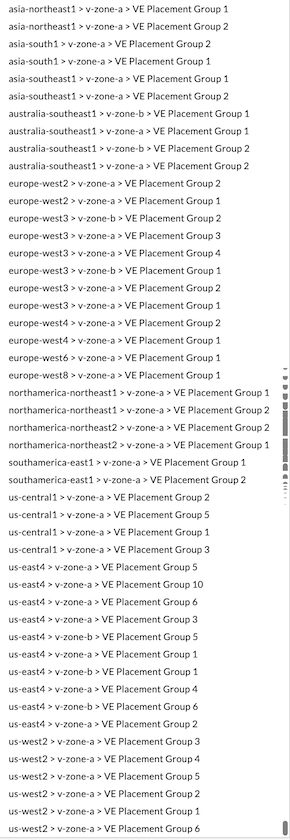 asia-northeast1 > v-zone-a > VE Placement Group 1
asia-northeast1 > v-zone-a > VE Placement Group 2
asia-south1 > v-zone-a > VE Placement Group 2
asia-south1 > v-zone-a > VE Placement Group 1
asia-southeast1 > v-zone-a > VE Placement Group 1
asia-southeast1 > v-zone-a > VE Placement Group 2
australia-southeast1 > v-zone-b > VE Placement Group 1
australia-southeast1 > v-zone-a > VE Placement Group 1
australia-southeast1 > v-zone-b > VE Placement Group 2
australia-southeast1 > v-zone-a > VE Placement Group 2
europe-west2 > v-zone-a > VE Placement Group 2
europe-west2 > v-zone-a > VE Placement Group 1
europe-west3 > v-zone-b > VE Placement Group 2
europe-west3 > v-zone-a > VE Placement Group 3
europe-west3 > v-zone-a > VE Placement Group 4
europe-west3 > v-zone-b > VE Placement Group 1
europe-west3 > v-zone-a > VE Placement Group 2
europe-west3 > v-zone-a > VE Placement Group 1
europe-west4 > v-zone-a > VE Placement Group 2
europe-west4 > v-zone-a > VE Placement Group 1
europe-west6 > v-zone-a > VE Placement Group 1
europe-west8 > v-zone-a > VE Placement Group 1
northamerica-northeast1 > v-zone-a > VE Placement Group 1
northamerica-northeast1 > v-zone-a > VE Placement Group 2
northamerica-northeast2 > v-zone-a > VE Placement Group 2
northamerica-northeast2 > v-zone-a > VE Placement Group 1
southamerica-east1 > v-zone-a > VE Placement Group 1
southamerica-east1 > v-zone-a > VE Placement Group 2
us-central1 > v-zone-a > VE Placement Group 2
us-central1 > v-zone-a > VE Placement Group 5
us-central1 > v-zone-a > VE Placement Group 1
us-central1 > v-zone-a > VE Placement Group 3
us-east4 > v-zone-a > VE Placement Group 5
us-east4 > v-zone-a > VE Placement Group 10
us-east4 > v-zone-a > VE Placement Group 6
us-east4 > v-zone-a > VE Placement Group 3
us-east4 > v-zone-b > VE Placement Group 5
us-east4 > v-zone-a > VE Placement Group 1
us-east4 > v-zone-b > VE Placement Group 1
us-east4 > v-zone-a > VE Placement Group 4
us-east4 > v-zone-b > VE Placement Group 6
us-east4 > v-zone-a > VE Placement Group 2
us-west2 > v-zone-a > VE Placement Group 3
us-west2 > v-zone-a > VE Placement Group 4
us-west2 > v-zone-a > VE Placement Group 5
us-west2 > v-zone-a > VE Placement Group 2
us-west2 > v-zone-a > VE Placement Group 1
us-west2 > v-zone-a > VE Placement Group 6